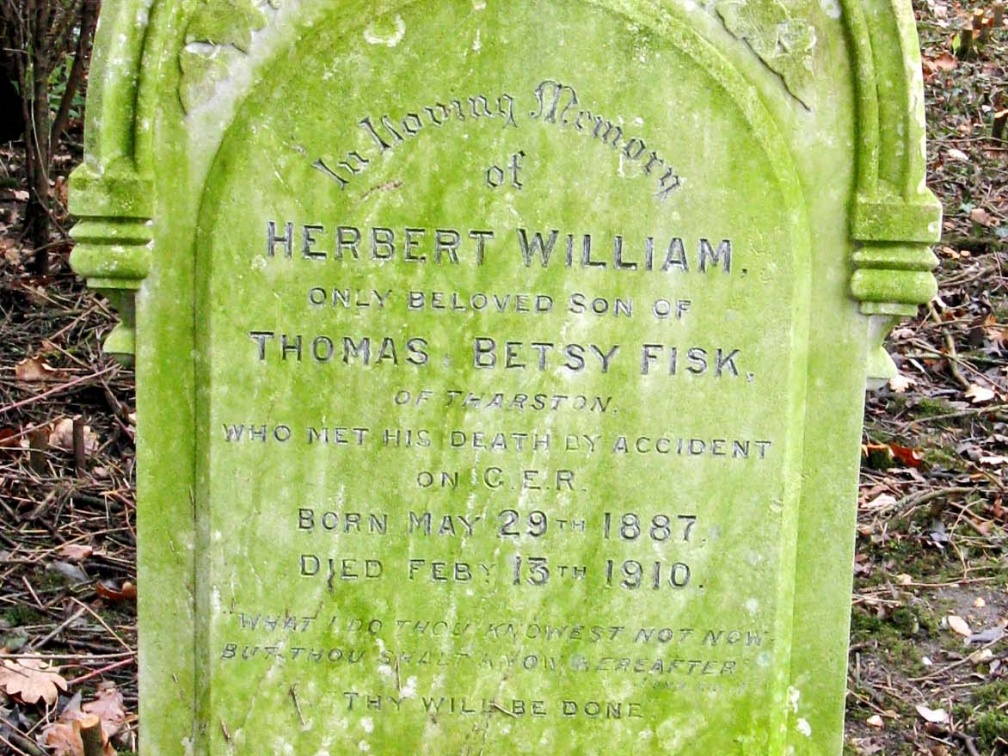 In Loving Memory
of
HERBERT WILLIAM.
ONLY BELOVED SON OF
THOMAS. BETSY FISK,
OF THARSTON.
WHO MET HIS DEATH BY ACCIDENT
ON G.E.R.
BORN MAY 29TH 1887.
DIED FEBY 13TH 1910.
"WHAT I DO THOU KNOWEST NOT NOW
BUT THOU SHALT KNOW HEREAFTER"
THY WILL BE DONE